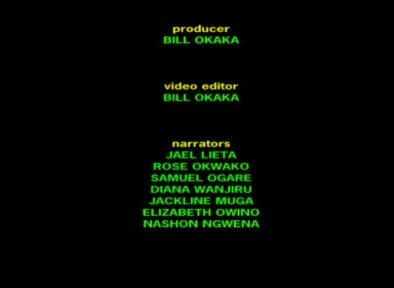 producer
BILL OKAKA
video editor
BILL OKAKA
narrators
JAEL LIETA
ROSE OKWAKO
SAMUEL OGARE
DIANA WANJIRU
JACKLINE MUGA
ELIZABETH OWINO
NASHON NGWENA